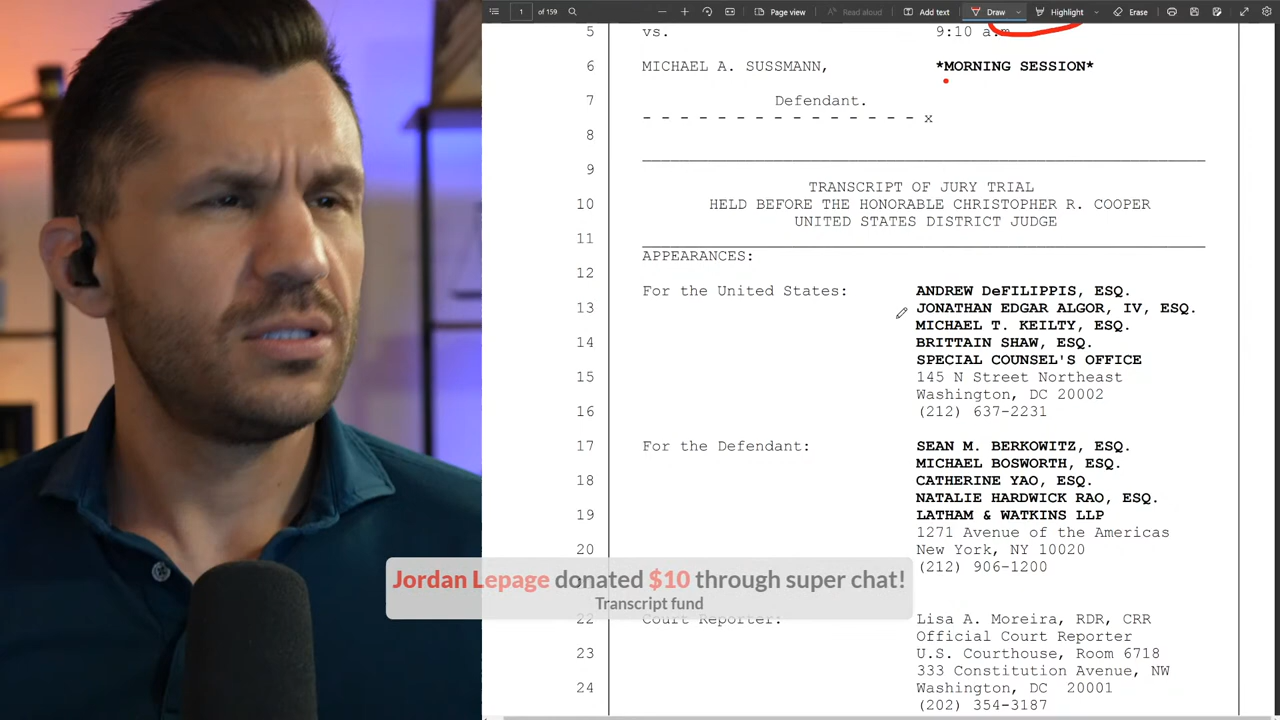 1 of 159 Page view Read aloud Add text Draw Highlight Erase
5 vs. 9:10 a.m
6 MICHAEL A. SUSSMANN, *MORNING SESSION*
7 Defendant.
- - - - - - - - - - - - - - - x
8
9
TRANSCRIPT OF JURY TRIAL
10 HELD BEFORE THE HONORABLE CHRISTOPHER R. COOPER
UNITED STATES DISTRICT JUDGE
11
APPEARANCES:
12
For the United States: ANDREW DeFILIPPIS, ESQ.
13 JONATHAN EDGAR ALGOR, IV, ESQ.
MICHAEL T. KEILTY, ESQ.
14 BRITTAIN SHAW, ESQ.
SPECIAL COUNSEL'S OFFICE
15 145 N Street Northeast
Washington, DC 20002
16 (212) 637-2231
17 For the Defendant: SEAN M. BERKOWITZ, ESQ.
MICHAEL BOSWORTH, ESQ.
18 CATHERINE YAO, ESQ.
NATALIE HARDWICK RAO, ESQ.
19 LATHAM & WATKINS LLP
1271 Avenue of the Americas
20 New York, NY 10020
(212) 906-1200
Jordan Lepage donated $10 through super chat!
Transcript fund
22 Court Reporter: Lisa A. Moreira, RDR, CRR
Official Court Reporter
23 U.S. Courthouse, Room 6718
333 Constitution Avenue, NW
24 Washington, DC 20001
(202) 354-3187